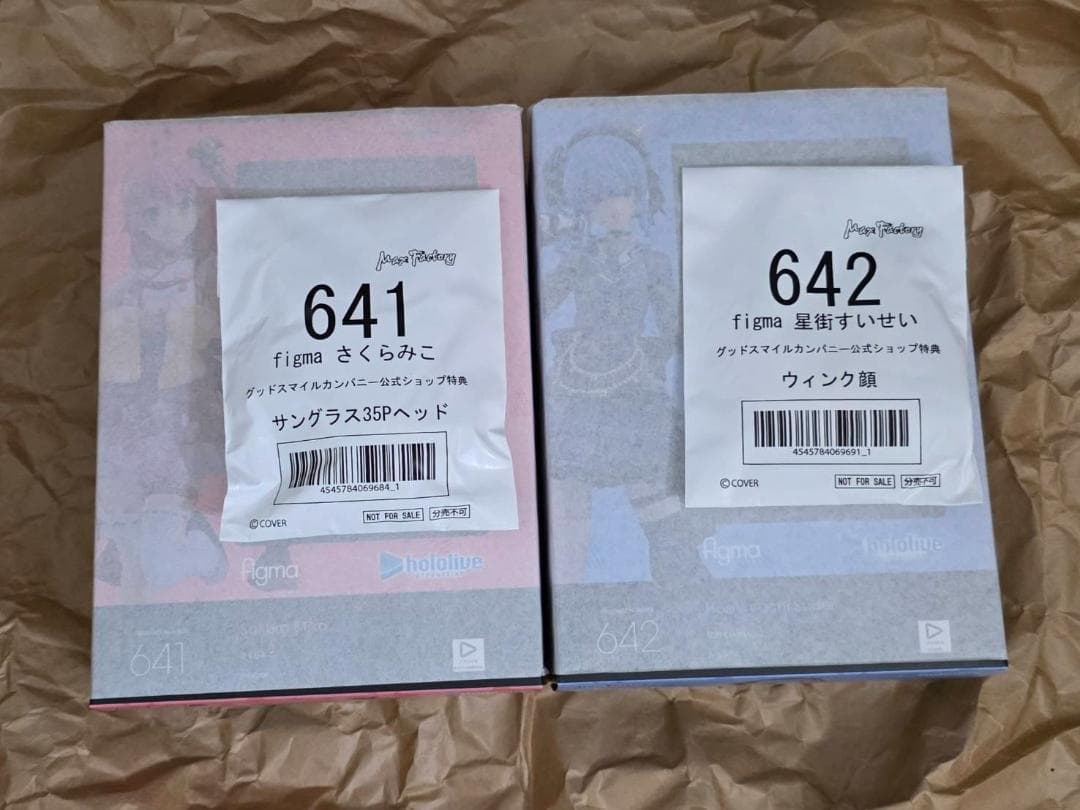 Max Factory
641
figma さくらみこ
グッドスマイルカンパニー公式ショップ特典
サングラス35Pヘッド
4545784069684_1
©COVER
NOT FOR SALE
分売不可
figma
hololive
641
Max Factory
642
figma 星街すいせい
グッドスマイルカンパニー公式ショップ特典
ウィンク顔
4545784069691_1
©COVER
NOT FOR SALE
分売不可
figma
hololive
642